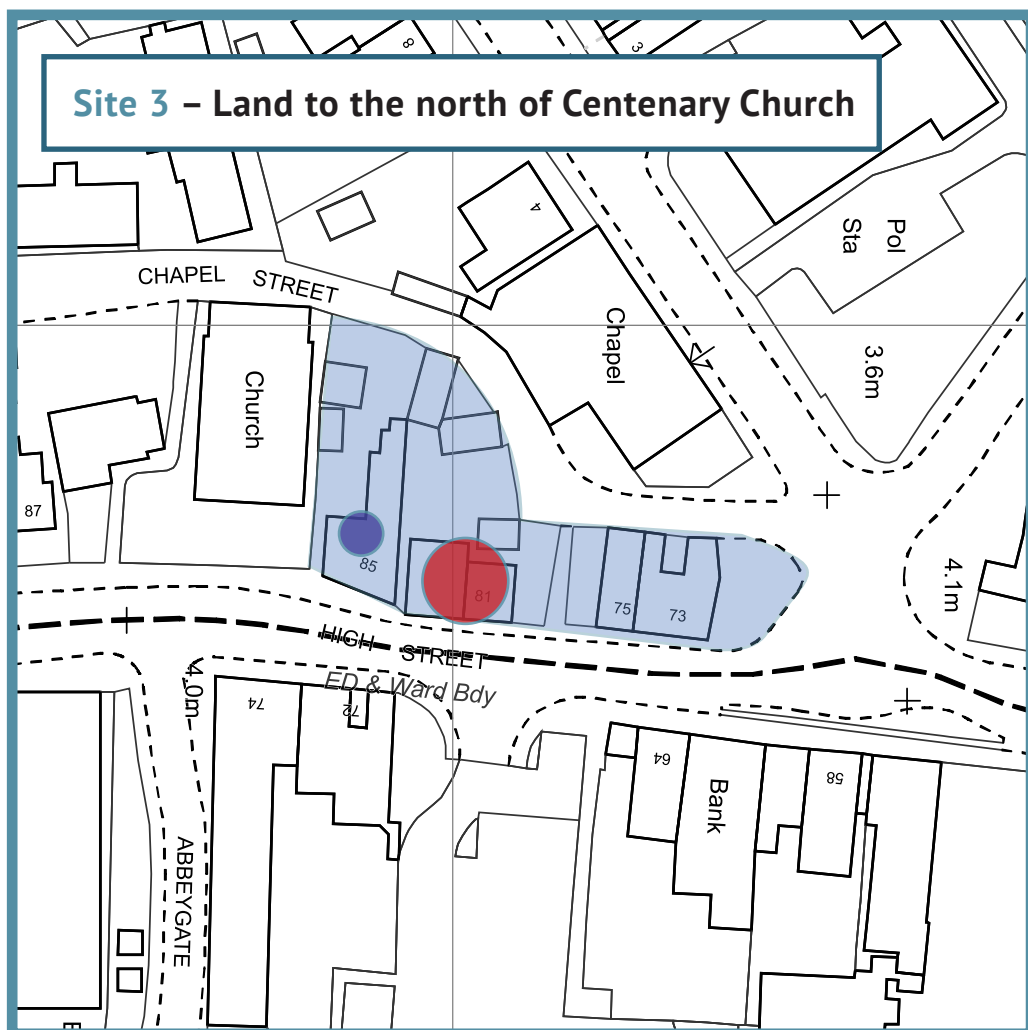 8
3
Site 3 – Land to the north of Centenary Church
4
Pol
Sta
CHAPEL STREET
Chapel
3.6m
Church
87
85
81
75
73
4.1m
HIGH STREET
ED & Ward Bdy
4.0m
74
72
64
Bank
58
ABBEYGATE